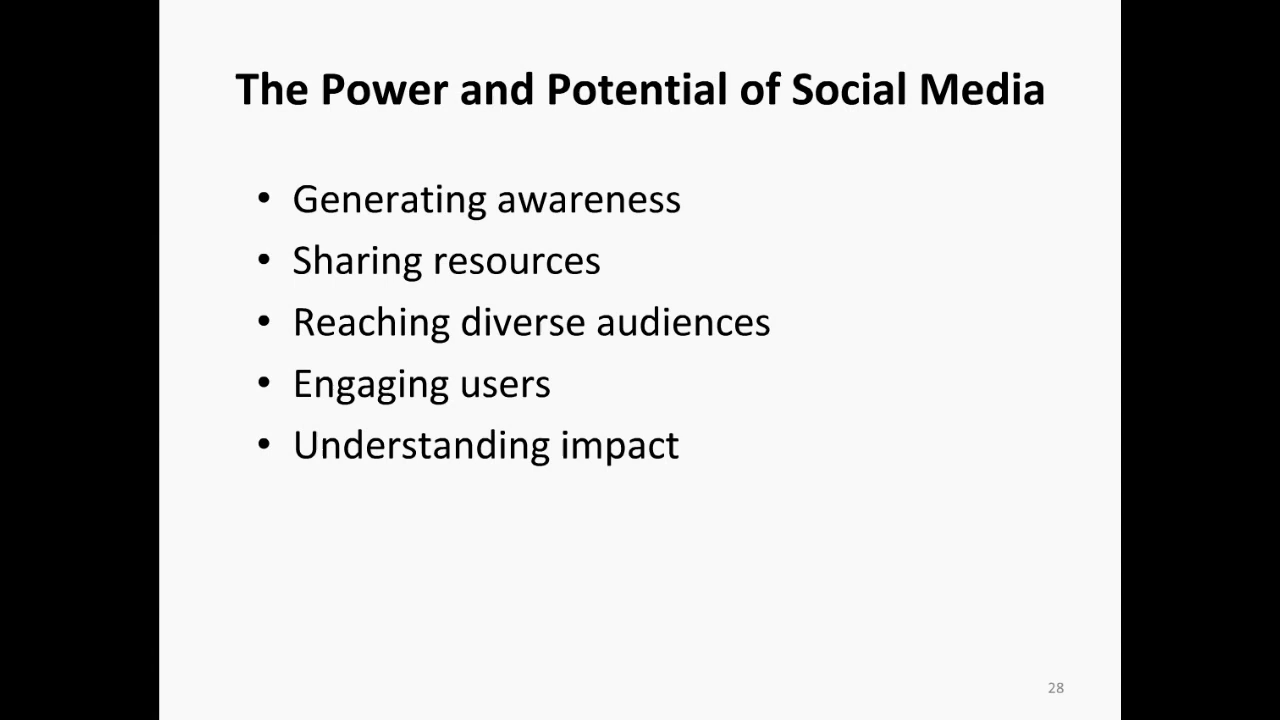 The Power and Potential of Social Media
• Generating awareness
• Sharing resources
• Reaching diverse audiences
• Engaging users
• Understanding impact
28